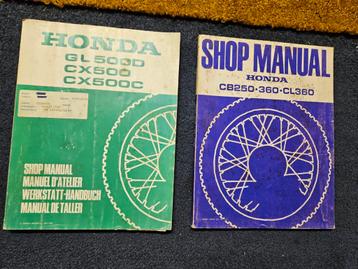 HONDA
GL500D
CX500
CX500C
SHOP MANUAL
MANUEL D'ATELIER
WERKSTATT-HANDBUCH
MANUAL DE TALLER
SHOP MANUAL
HONDA
CB250·360·CL360